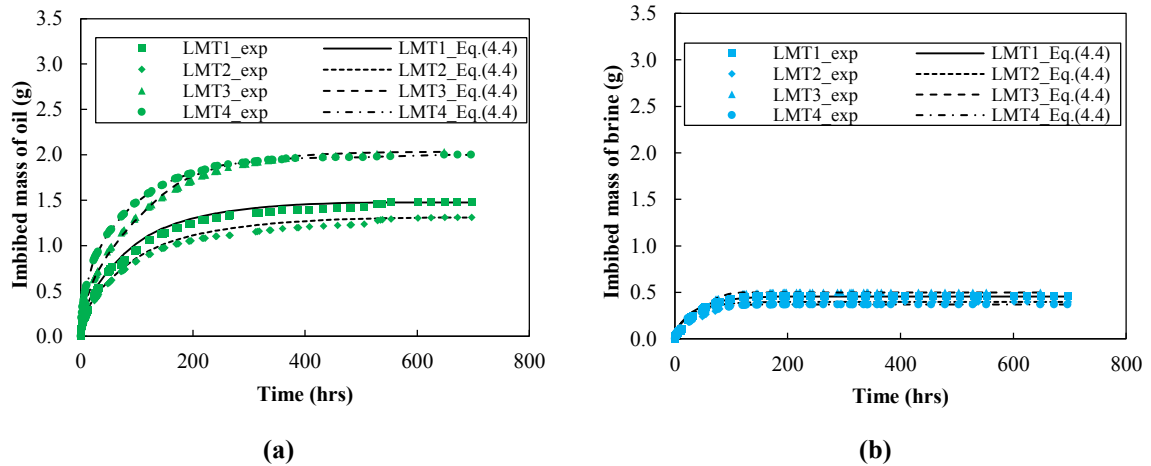 3.5
3.0
2.5
2.0
1.5
1.0
0.5
0.0
Imbibed mass of oil (g)
LMT1_exp LMT1_Eq.(4.4)
LMT2_exp LMT2_Eq.(4.4)
LMT3_exp LMT3_Eq.(4.4)
LMT4_exp LMT4_Eq.(4.4)
0 200 400 600 800
Time (hrs)
(a)
3.5
3.0
2.5
2.0
1.5
1.0
0.5
0.0
Imbibed mass of brine (g)
LMT1_exp LMT1_Eq.(4.4)
LMT2_exp LMT2_Eq.(4.4)
LMT3_exp LMT3_Eq.(4.4)
LMT4_exp LMT4_Eq.(4.4)
0 200 400 600 800
Time (hrs)
(b)